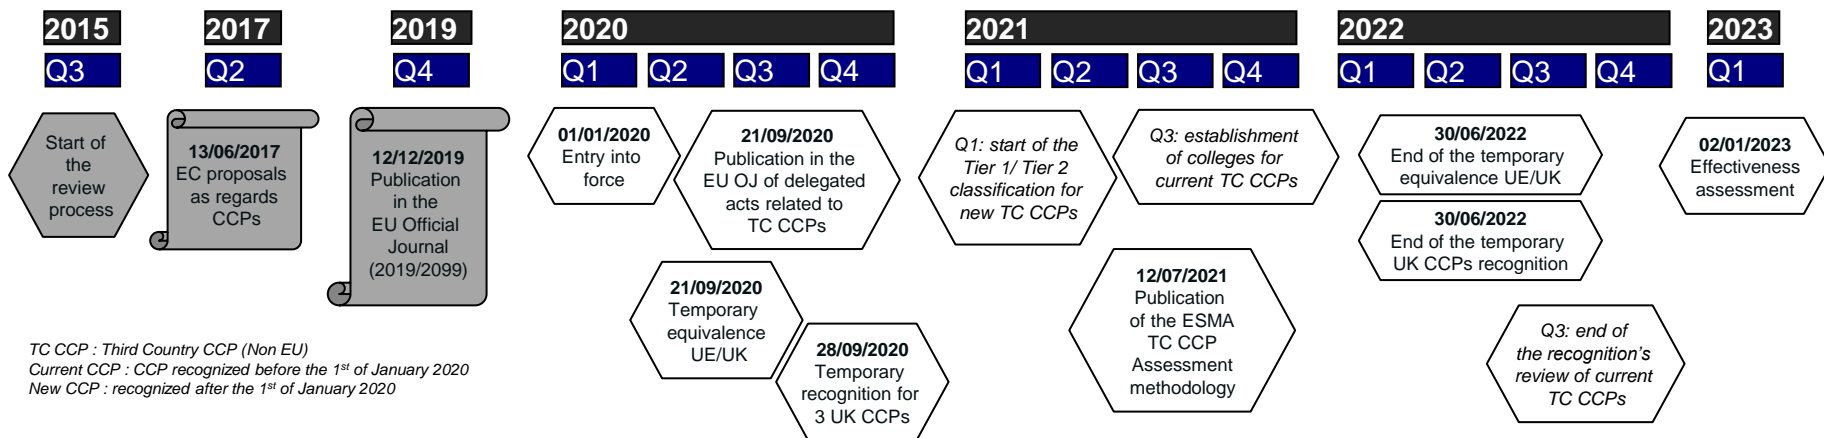 2015
2017
2019
2020
2021
2022
2023
Q3
Q2
Q4
Q1
Q2
Q3
Q4
Q1
Q2
Q3
Q4
Q1
Q2
Q3
Q4
Q1
Start of
the
review
process
13/06/2017
EC proposals
as regards
CCPs
12/12/2019
Publication
in the
EU Official
Journal
(2019/2099)
01/01/2020
Entry into
force
21/09/2020
Publication in the
EU OJ of delegated
acts related to
TC CCPs
21/09/2020
Temporary
equivalence
UE/UK
28/09/2020
Temporary
recognition for
3 UK CCPs
Q1: start of the
Tier 1/ Tier 2
classification for
new TC CCPs
Q3: establishment
of colleges for
current TC CCPs
12/07/2021
Publication
of the ESMA
TC CCP
Assessment
methodology
30/06/2022
End of the temporary
equivalence UE/UK
30/06/2022
End of the temporary
UK CCPs recognition
Q3: end of
the recognition’s
review of current
TC CCPs
02/01/2023
Effectiveness
assessment
TC CCP : Third Country CCP (Non EU)
Current CCP : CCP recognized before the 1st of January 2020
New CCP : recognized after the 1st of January 2020